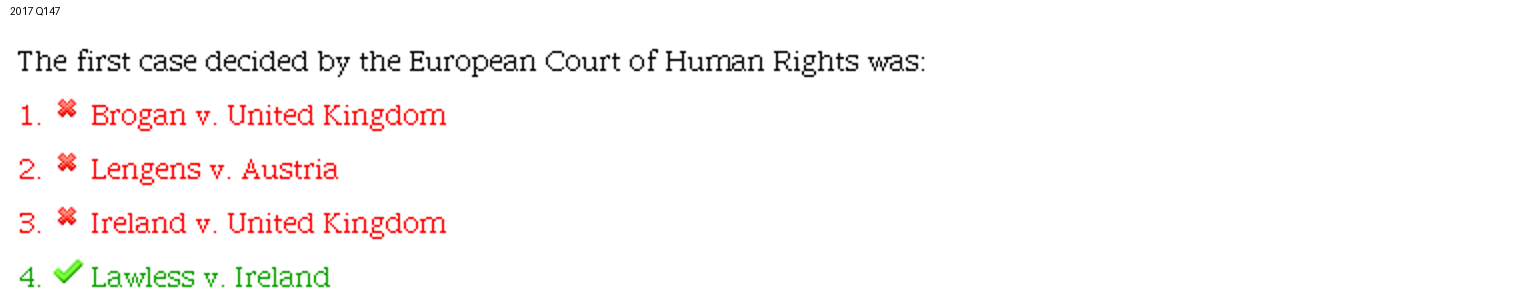 2017 Q147
The first case decided by the European Court of Human Rights was:
1. Brogan v. United Kingdom
2. Lengens v. Austria
3. Ireland v. United Kingdom
4. Lawless v. Ireland